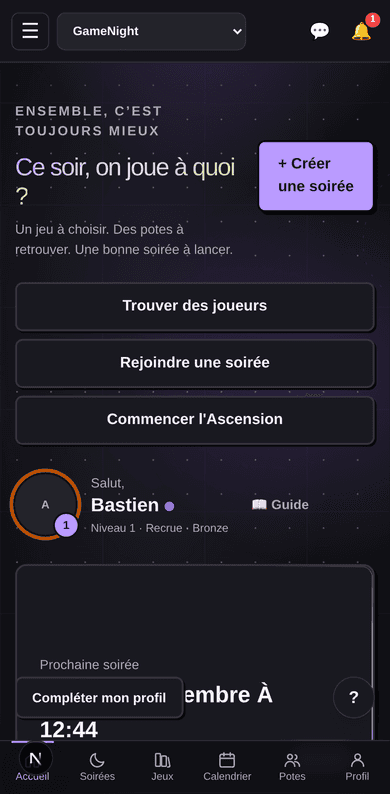 GameNight
1
ENSEMBLE, C'EST
TOUJOURS MIEUX
Ce soir, on joue à quoi
?
+ Créer
une soirée
Un jeu à choisir. Des potes à
retrouver. Une bonne soirée à lancer.
Trouver des joueurs
Rejoindre une soirée
Commencer l'Ascension
A
1
Salut,
Bastien
Niveau 1 · Recrue · Bronze
📖 Guide
Prochaine soirée
Compléter mon profil
embre À
?
12:44
N
Accueil
Soirées
Jeux
Calendrier
Potes
Profil